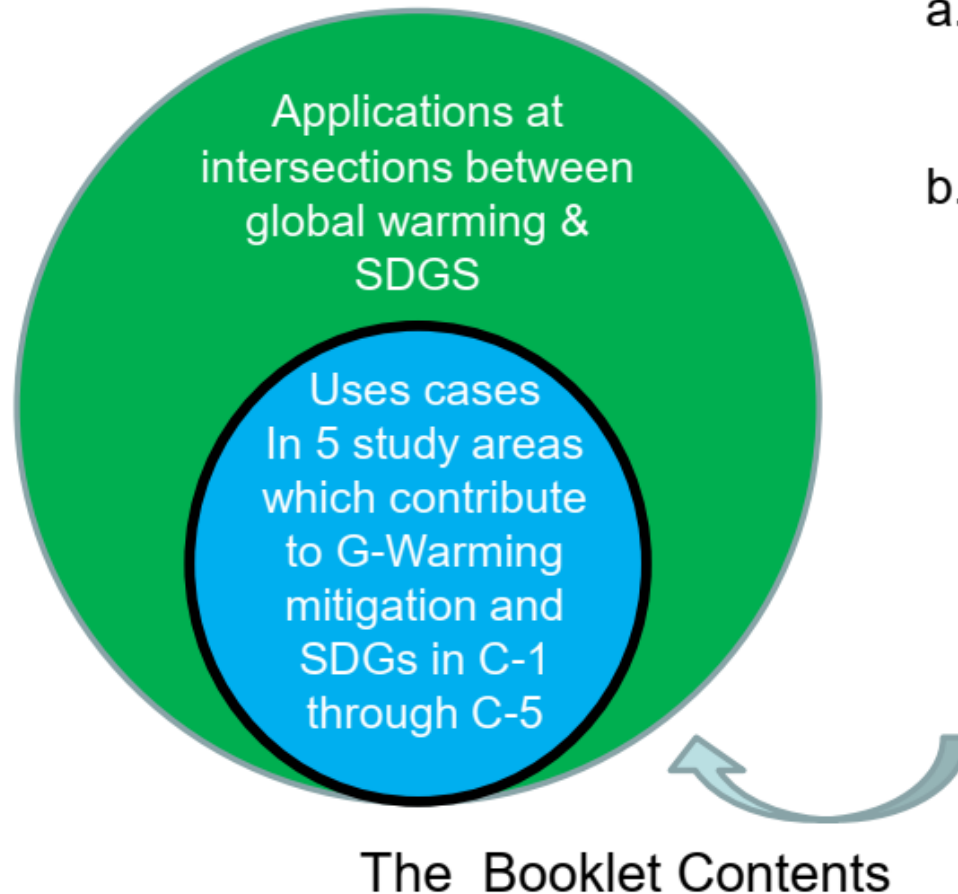 a.
b.
Applications at
intersections between
global warming &
SDGS
Uses cases
In 5 study areas
which contribute
to G-Warming
mitigation and
SDGs in C-1
through C-5
The Booklet Contents